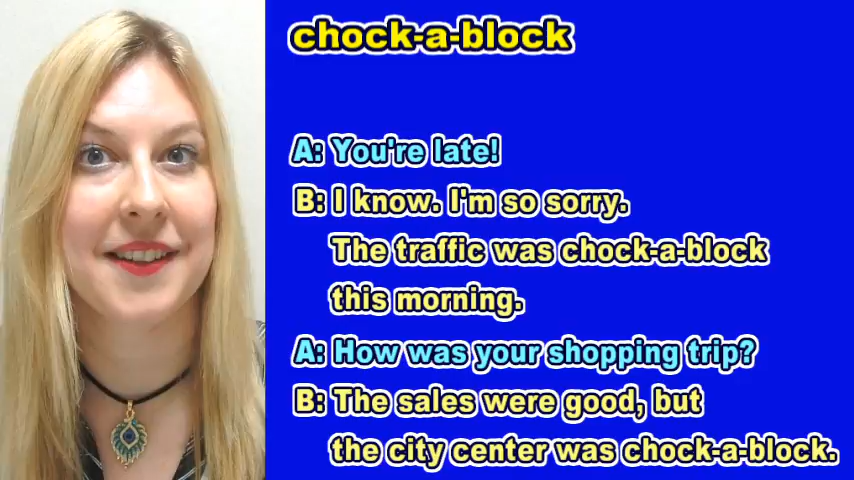 chock-a-block
A: You're late!
B: I know. I'm so sorry.
The traffic was chock-a-block
this morning.
A: How was your shopping trip?
B: The sales were good, but
the city center was chock-a-block.